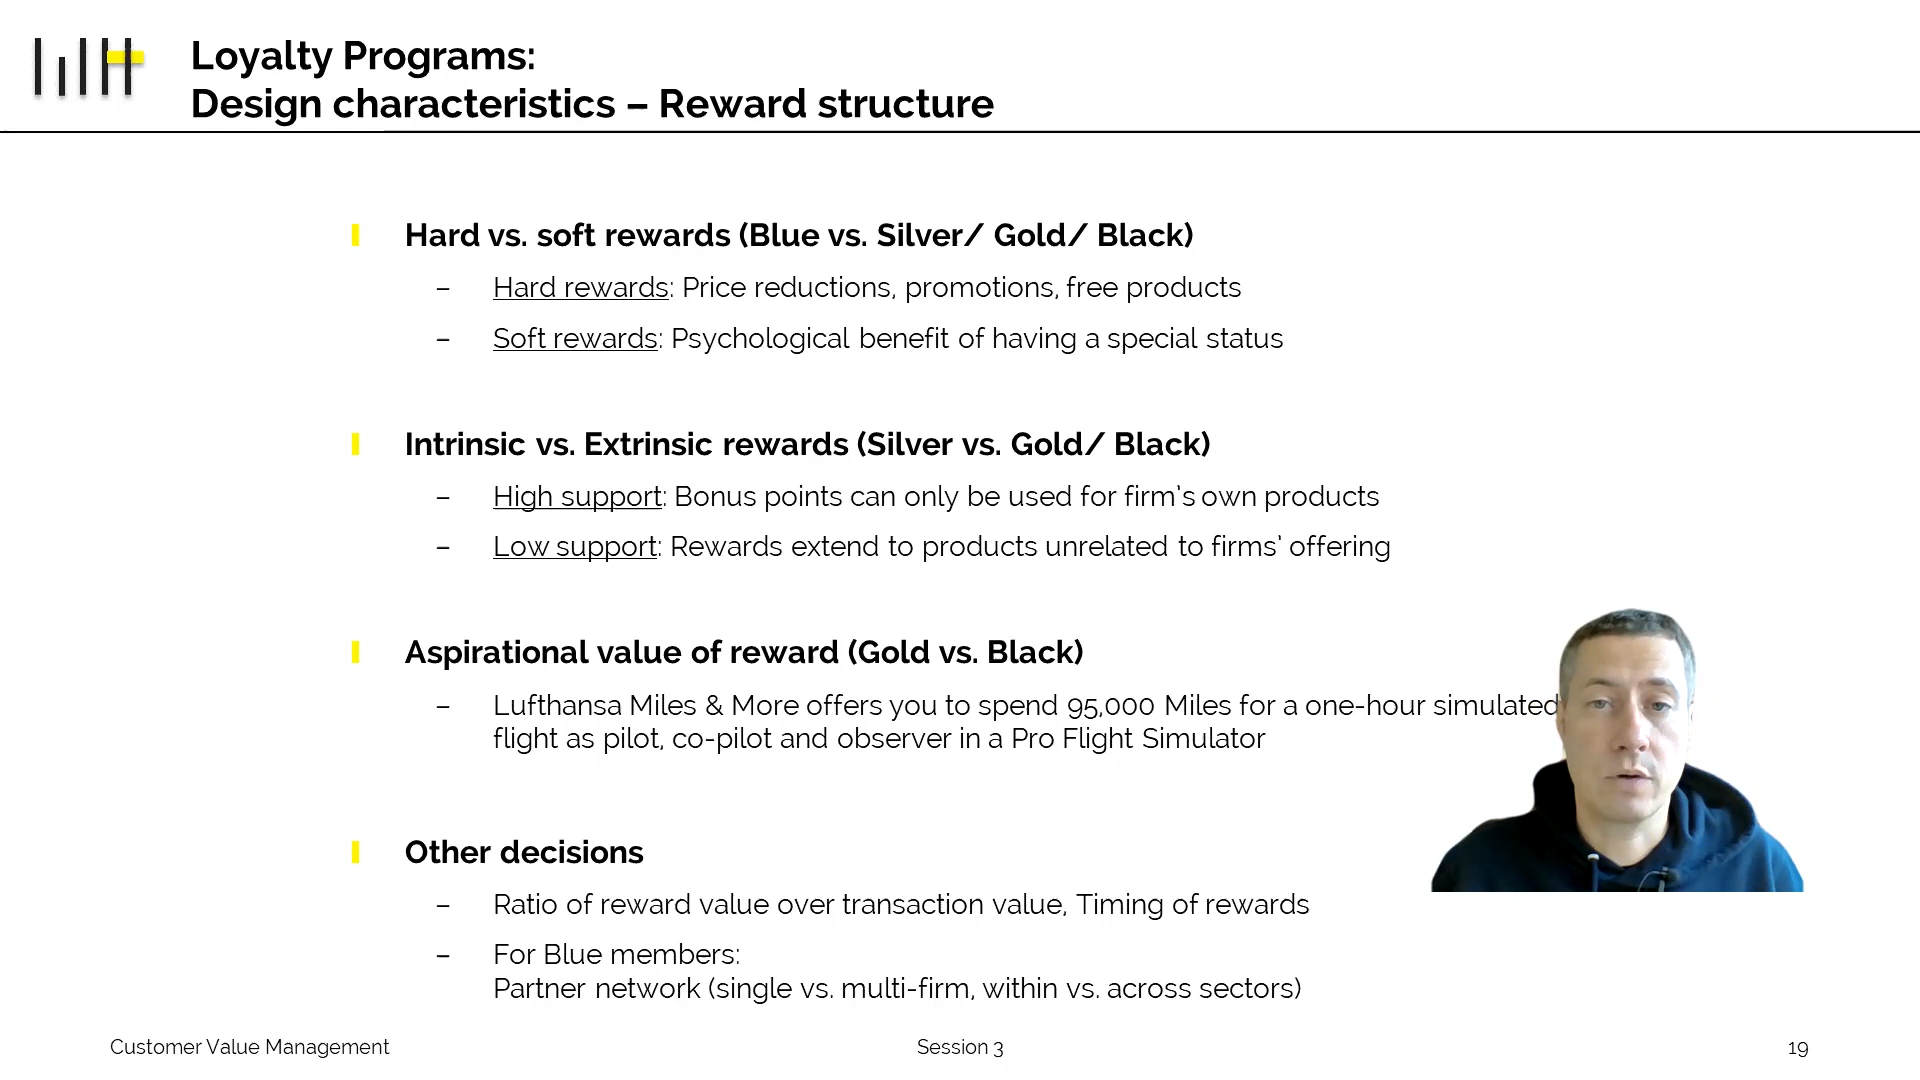 Loyalty Programs:
Design characteristics – Reward structure
Hard vs. soft rewards (Blue vs. Silver/ Gold/ Black)
– Hard rewards: Price reductions, promotions, free products
– Soft rewards: Psychological benefit of having a special status
Intrinsic vs. Extrinsic rewards (Silver vs. Gold/ Black)
– High support: Bonus points can only be used for firm's own products
– Low support: Rewards extend to products unrelated to firms' offering
Aspirational value of reward (Gold vs. Black)
– Lufthansa Miles & More offers you to spend 95,000 Miles for a one-hour simulated
flight as pilot, co-pilot and observer in a Pro Flight Simulator
Other decisions
– Ratio of reward value over transaction value, Timing of rewards
– For Blue members:
Partner network (single vs. multi-firm, within vs. across sectors)
Customer Value Management
Session 3
19